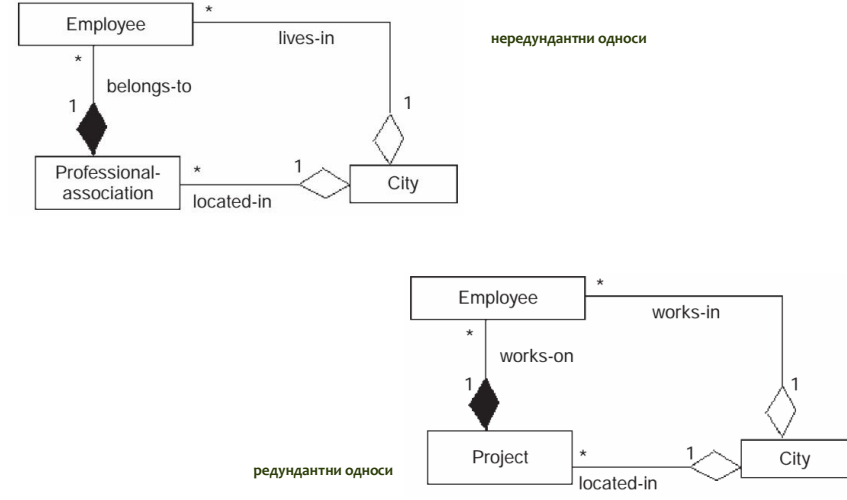 Employee
*
lives-in
нередундантни односи
*
belongs-to
1
1
Professional-
association
*
1
City
located-in
Employee
*
works-in
*
works-on
1
1
Project
*
1
City
редундантни односи
located-in